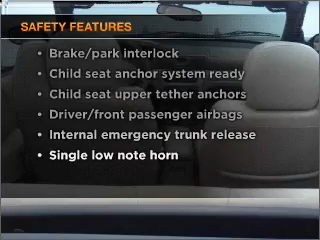 SAFETY FEATURES
• Brake/park interlock
• Child seat anchor system ready
• Child seat upper tether anchors
• Driver/front passenger airbags
• Internal emergency trunk release
• Single low note horn